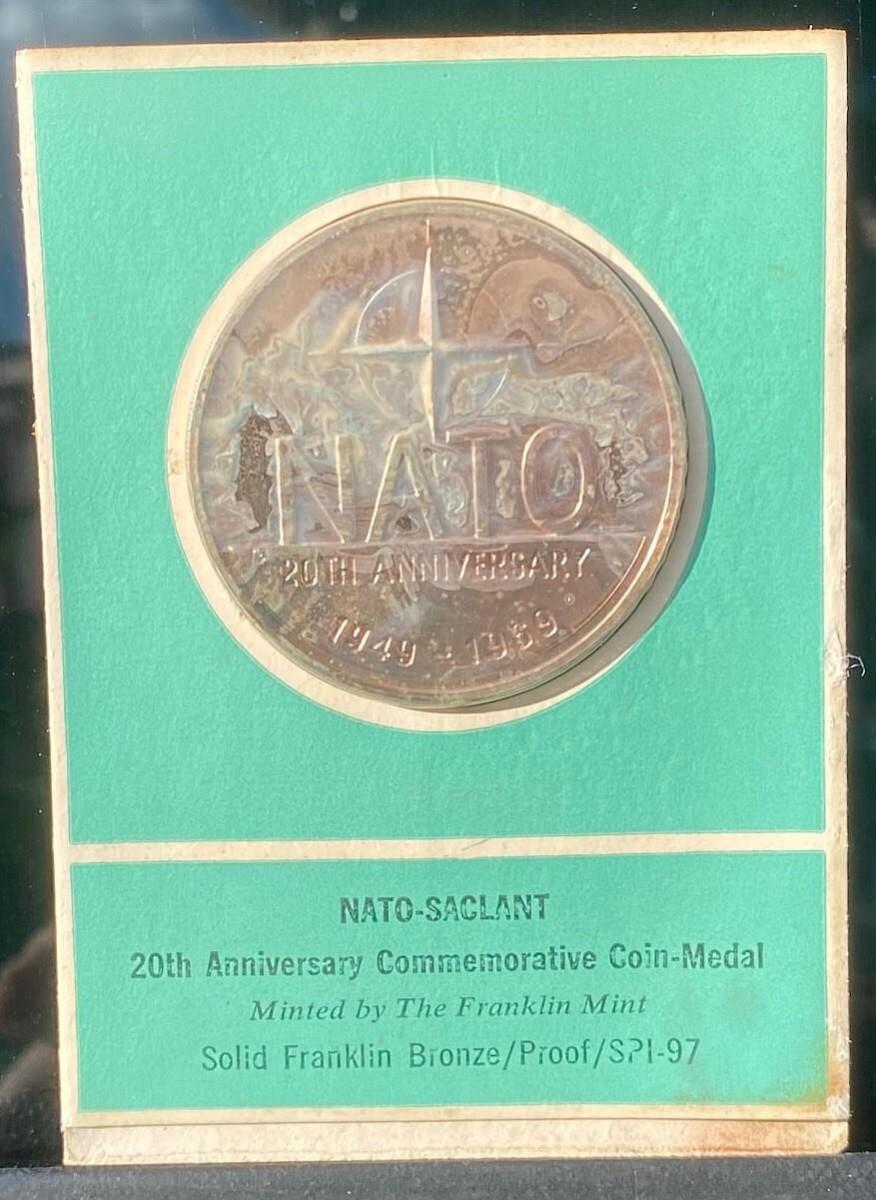 NATO
20TH ANNIVERSARY
1949-1969
NATO-SACLANT
20th Anniversary Commemorative Coin-Medal
Minted by The Franklin Mint
Solid Franklin Bronze/Proof/SPI-97